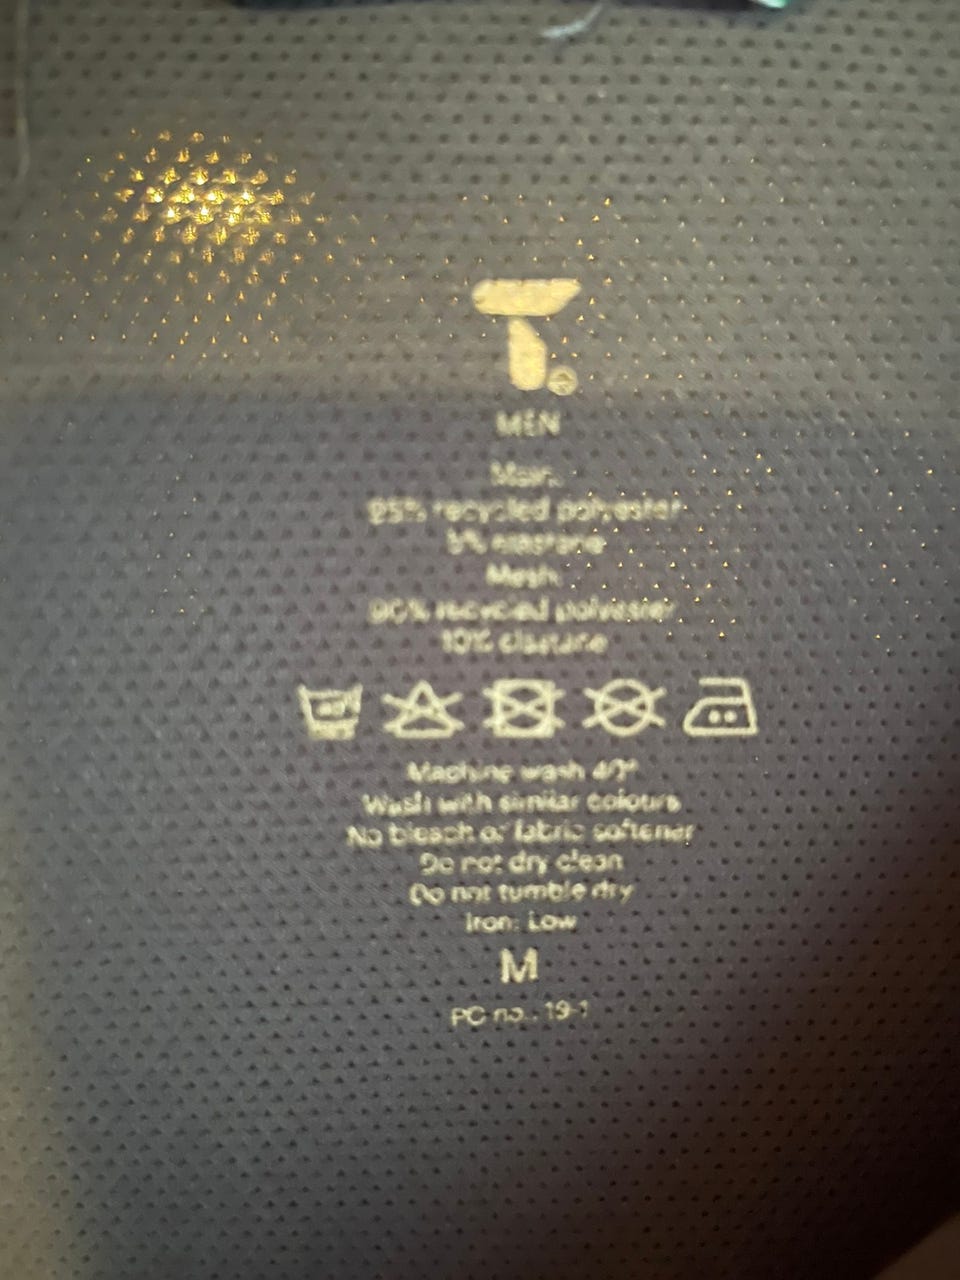 MEN
Main:
95% recycled polyester
5% elastane
Mesh:
90% recycled polyester
10% elastane
Machine wash 40°
Wash with similar colours
No bleach or fabric softener
Do not dry clean
Do not tumble dry
Iron: Low
M
PC no.: 19-1